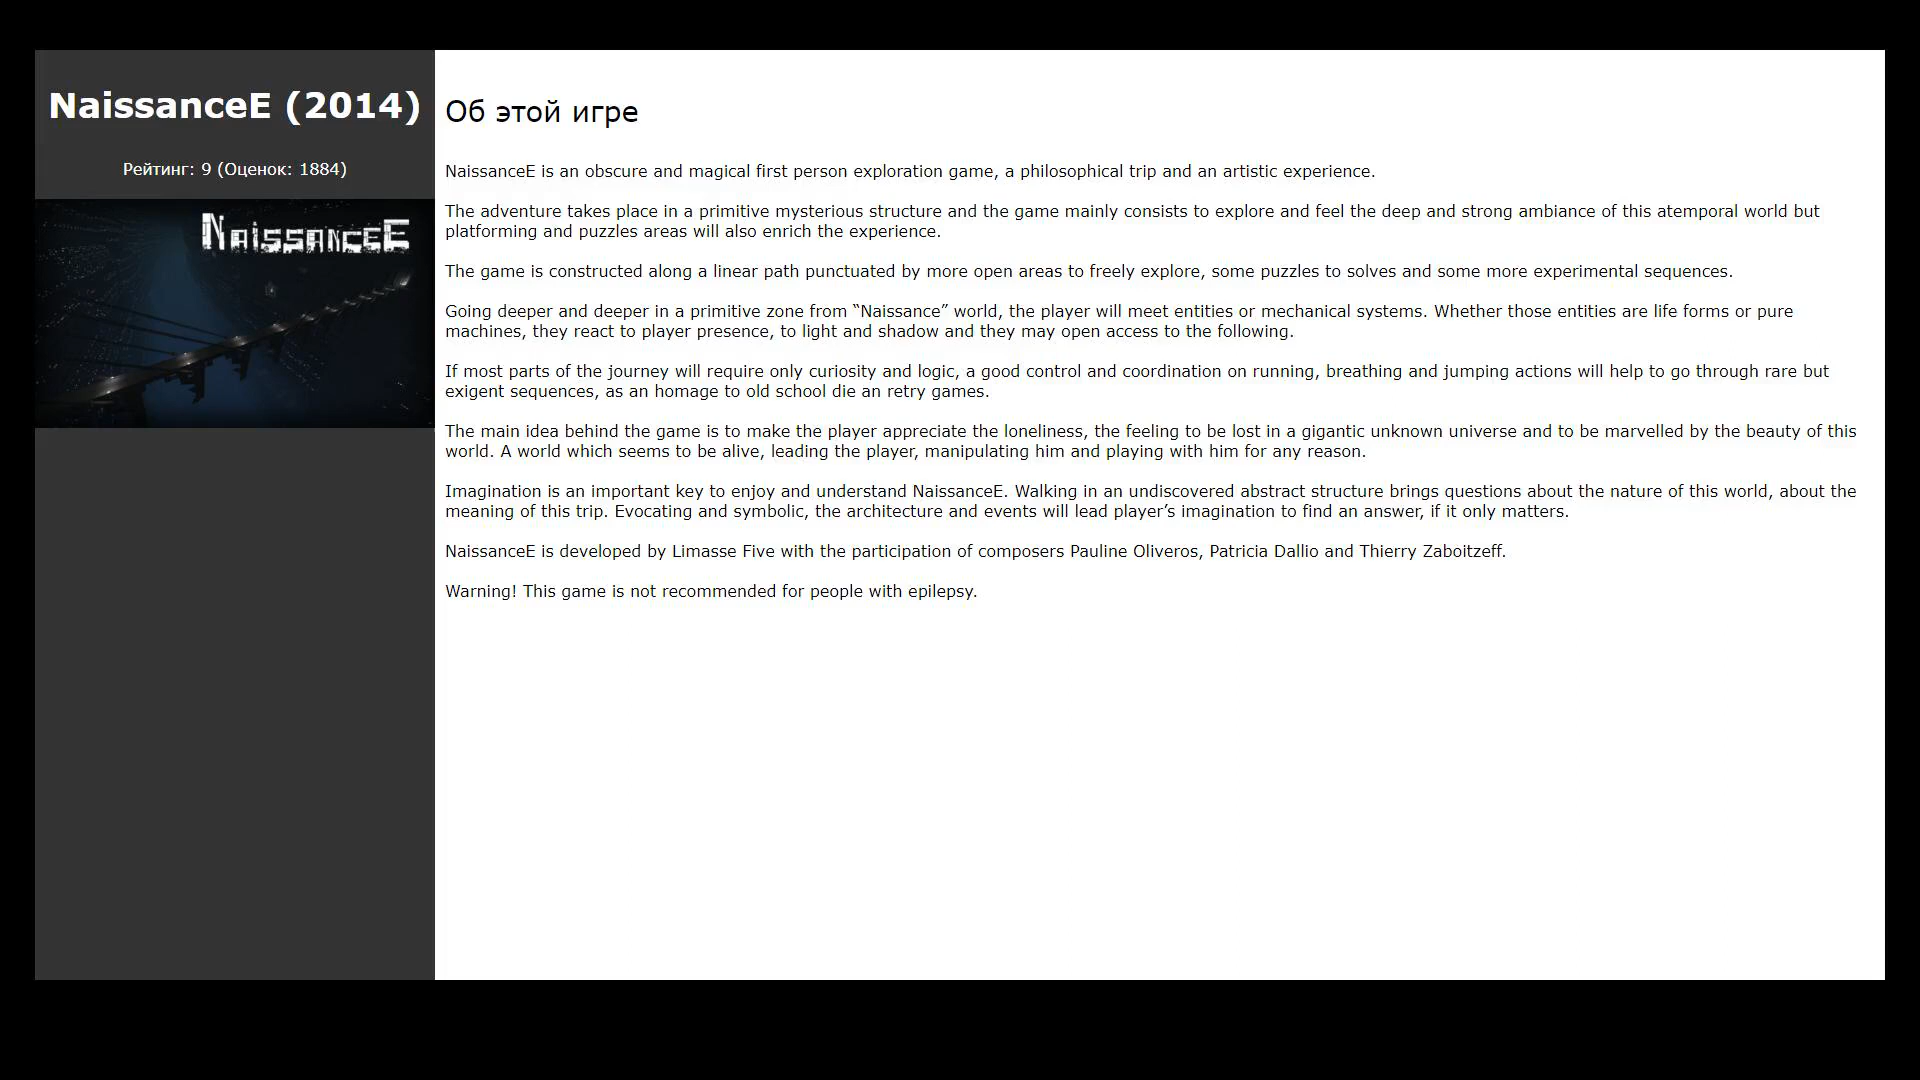 NaissanceE (2014)
Рейтинг: 9 (Оценок: 1884)
NaissanceE
Об этой игре
NaissanceE is an obscure and magical first person exploration game, a philosophical trip and an artistic experience.
The adventure takes place in a primitive mysterious structure and the game mainly consists to explore and feel the deep and strong ambiance of this atemporal world but
platforming and puzzles areas will also enrich the experience.
The game is constructed along a linear path punctuated by more open areas to freely explore, some puzzles to solves and some more experimental sequences.
Going deeper and deeper in a primitive zone from “Naissance” world, the player will meet entities or mechanical systems. Whether those entities are life forms or pure
machines, they react to player presence, to light and shadow and they may open access to the following.
If most parts of the journey will require only curiosity and logic, a good control and coordination on running, breathing and jumping actions will help to go through rare but
exigent sequences, as an homage to old school die an retry games.
The main idea behind the game is to make the player appreciate the loneliness, the feeling to be lost in a gigantic unknown universe and to be marvelled by the beauty of this
world. A world which seems to be alive, leading the player, manipulating him and playing with him for any reason.
Imagination is an important key to enjoy and understand NaissanceE. Walking in an undiscovered abstract structure brings questions about the nature of this world, about the
meaning of this trip. Evocating and symbolic, the architecture and events will lead player’s imagination to find an answer, if it only matters.
NaissanceE is developed by Limasse Five with the participation of composers Pauline Oliveros, Patricia Dallio and Thierry Zaboitzeff.
Warning! This game is not recommended for people with epilepsy.